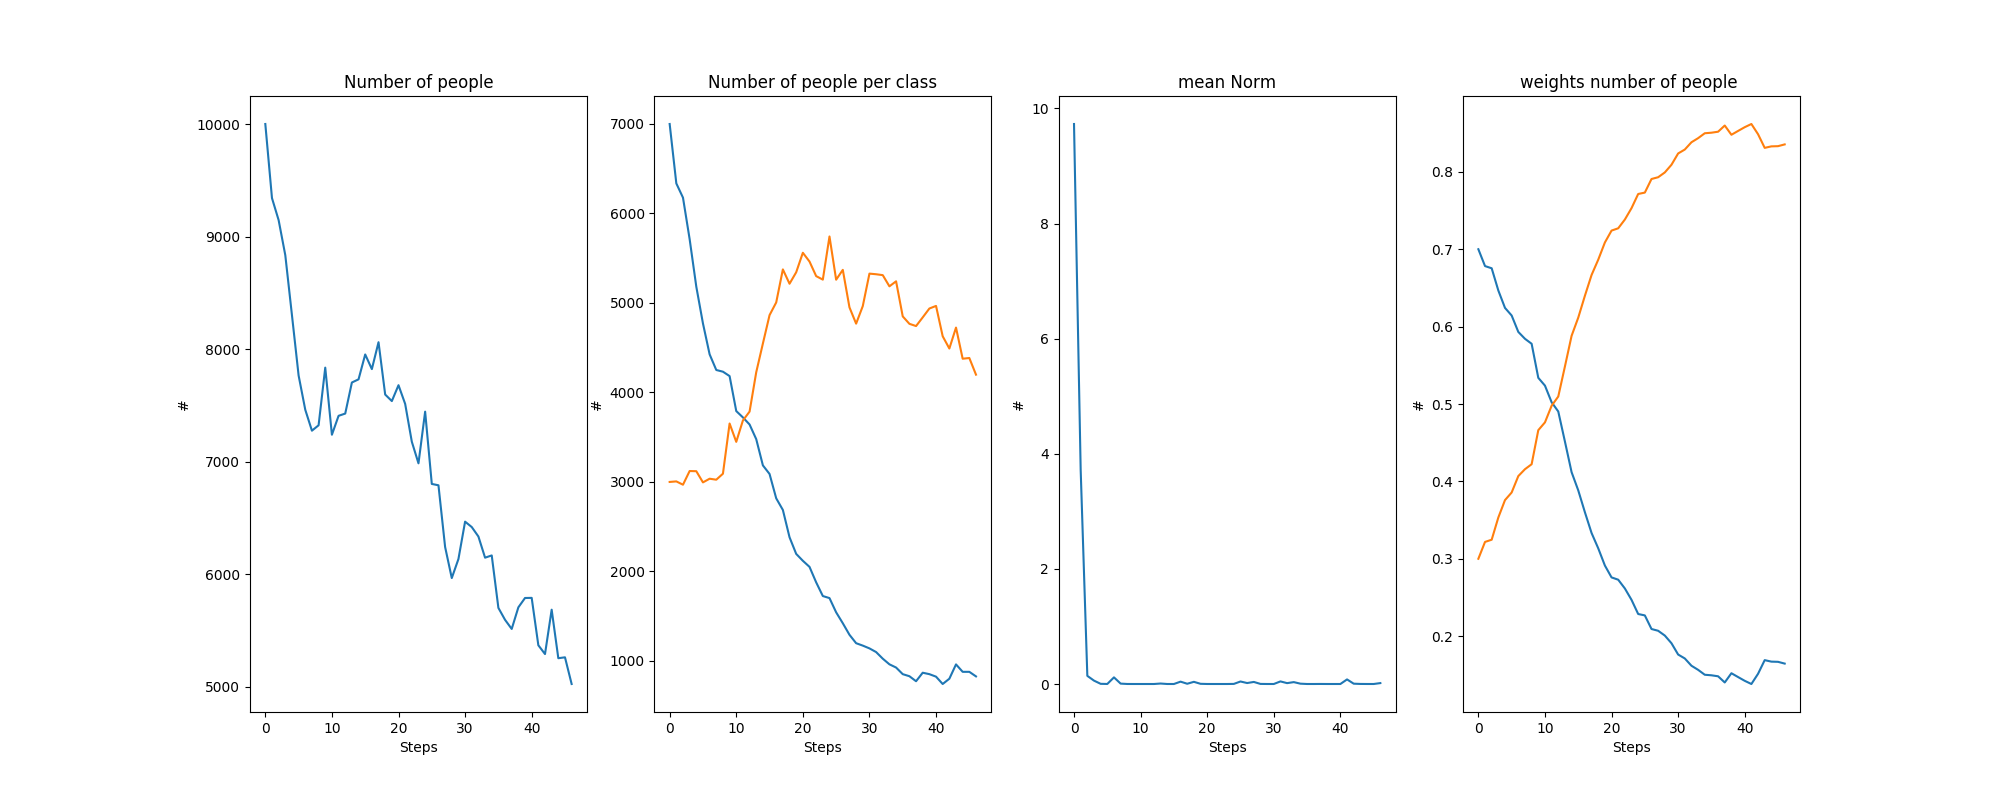 Number of people
10000
9000
8000
7000
6000
5000
#
0 10 20 30 40
Steps
Number of people per class
7000
6000
5000
4000
3000
2000
1000
#
0 10 20 30 40
Steps
mean Norm
10
8
6
4
2
0
#
0 10 20 30 40
Steps
weights number of people
0.8
0.7
0.6
0.5
0.4
0.3
0.2
#
0 10 20 30 40
Steps